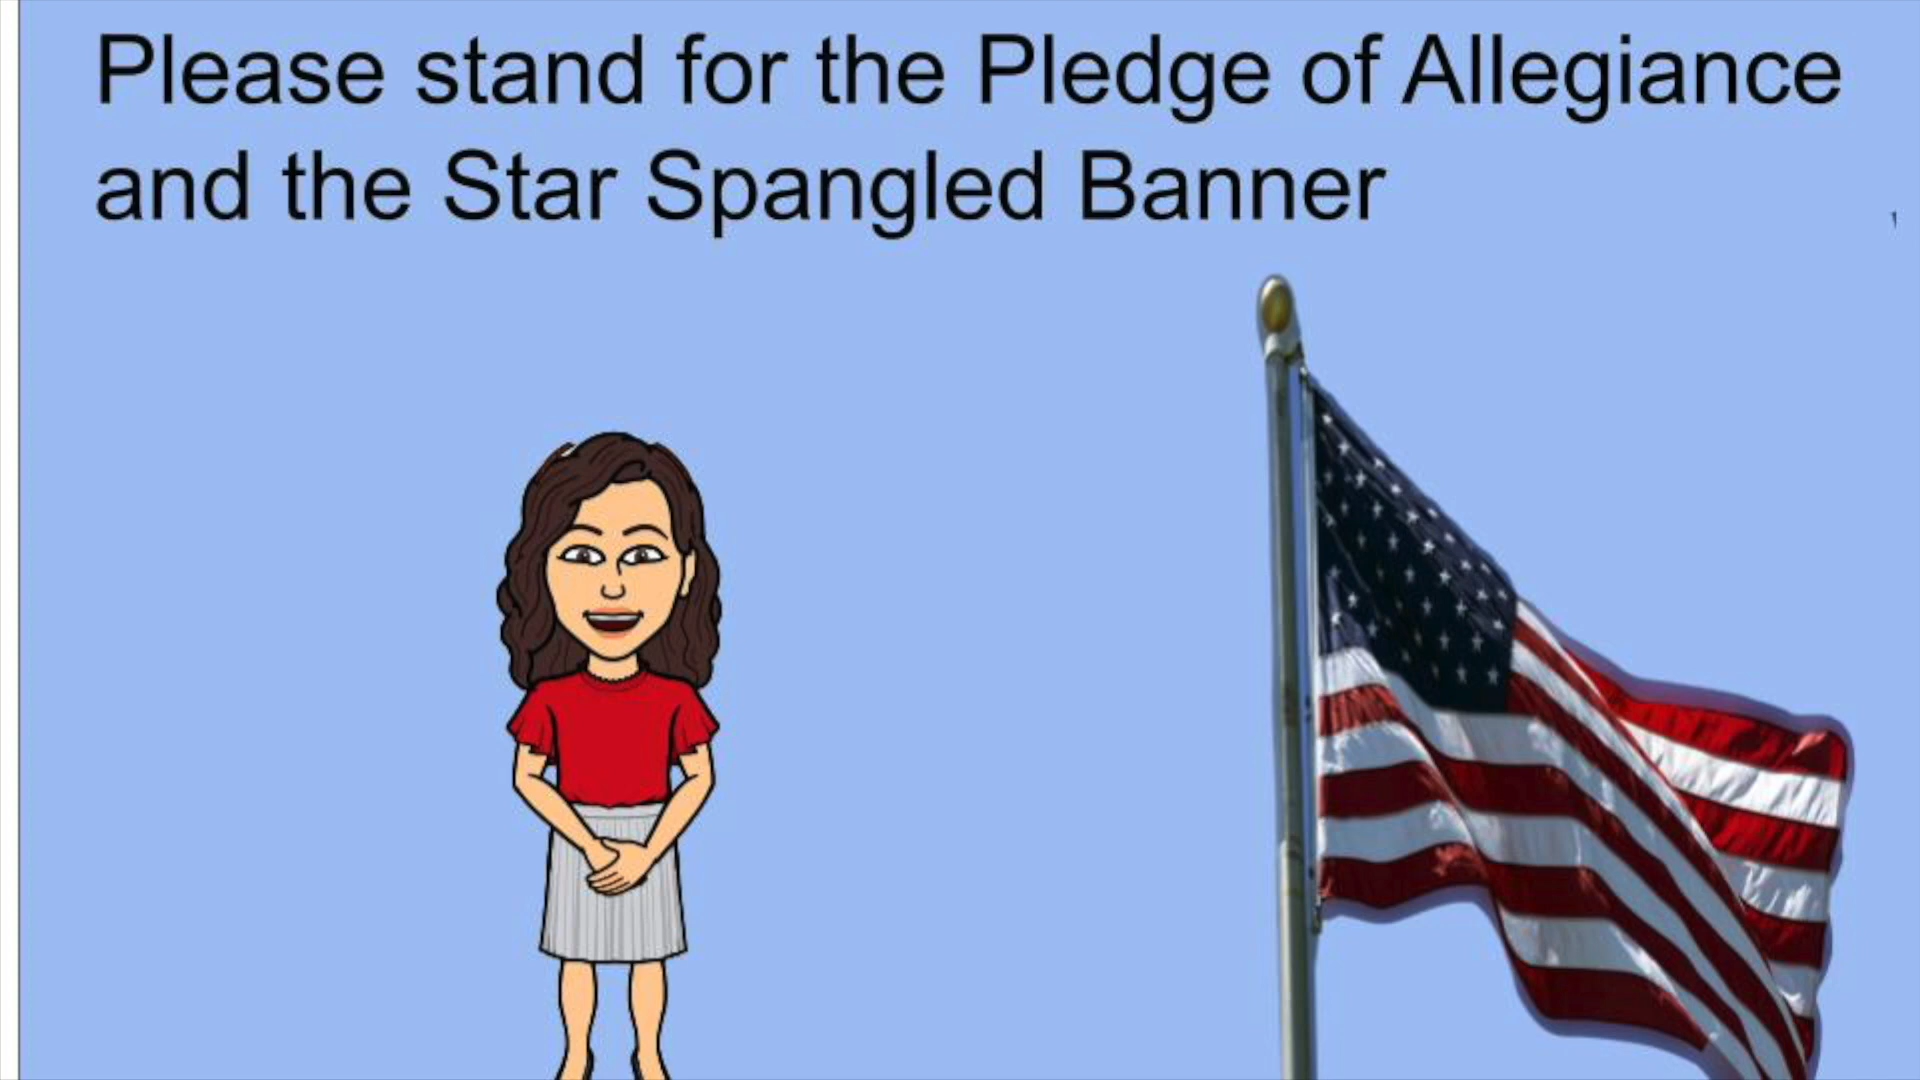 Please stand for the Pledge of Allegiance
and the Star Spangled Banner